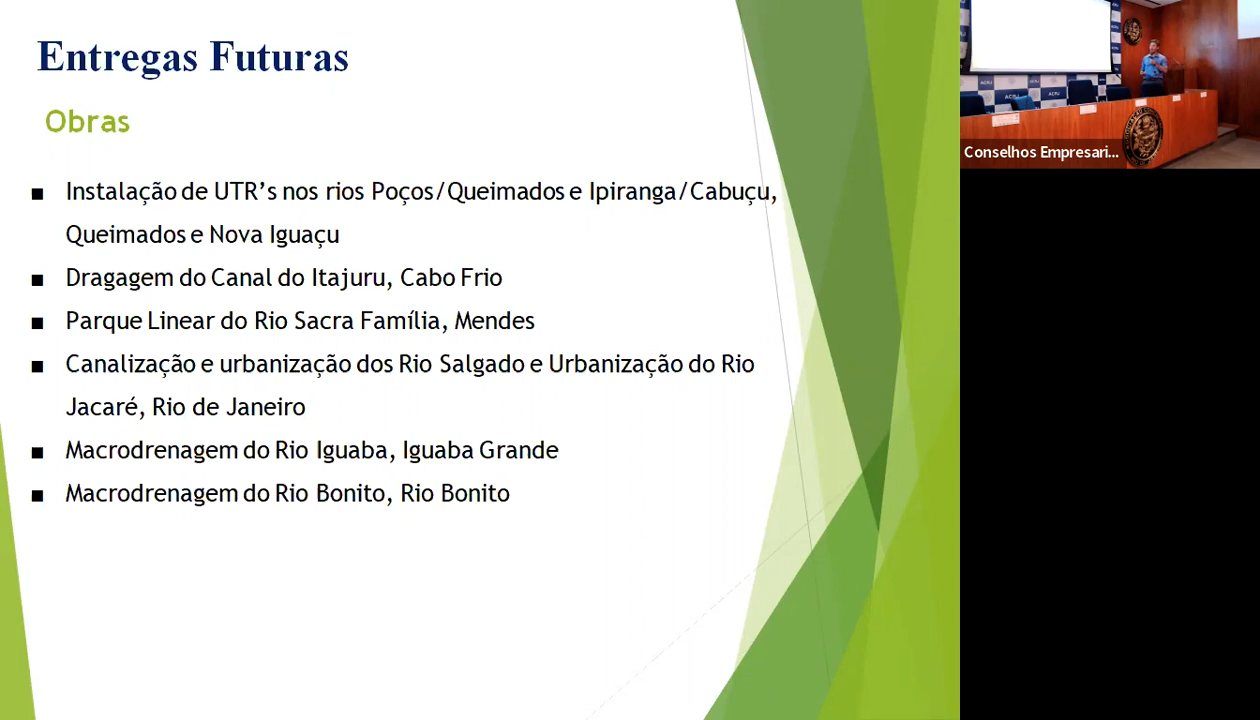 Entregas Futuras
Obras
▪ Instalação de UTR’s nos rios Poços/Queimados e Ipiranga/Cabuçu,
Queimados e Nova Iguaçu
▪ Dragagem do Canal do Itajuru, Cabo Frio
▪ Parque Linear do Rio Sacra Família, Mendes
▪ Canalização e urbanização dos Rio Salgado e Urbanização do Rio
Jacaré, Rio de Janeiro
▪ Macrodrenagem do Rio Iguaba, Iguaba Grande
▪ Macrodrenagem do Rio Bonito, Rio Bonito
ACRJ
ACRJ
Conselhos Empresari...